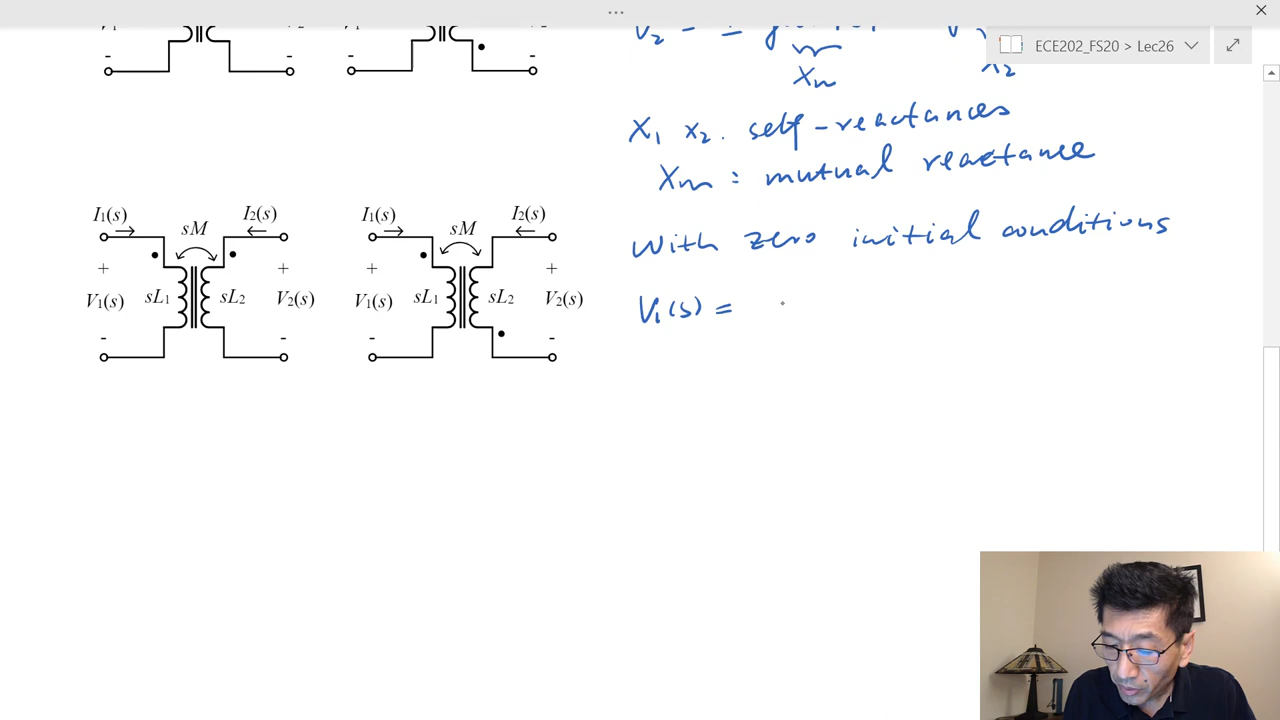 ECE202_FS20 > Lec26
V2 = ±
Xm
X2
X1 X2. self-reactances
Xm : mutual reactance
With zero initial conditions
V1(s) =
I1(s) sM I2(s)
+ V1(s) - sL1 sL2 + V2(s) -
I1(s) sM I2(s)
+ V1(s) - sL1 sL2 + V2(s) -